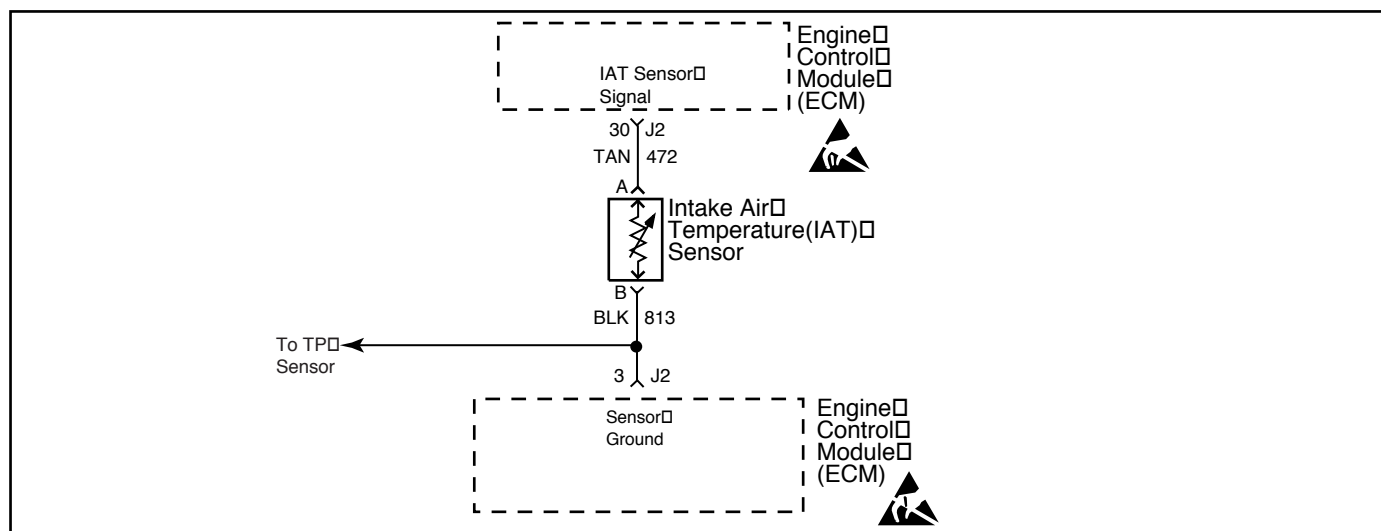 Engine
Control
Module
(ECM)
IAT Sensor
Signal
30 J2
TAN 472
A
Intake Air
Temperature(IAT)
Sensor
B
BLK 813
To TP
Sensor
3 J2
Sensor
Ground
Engine
Control
Module
(ECM)